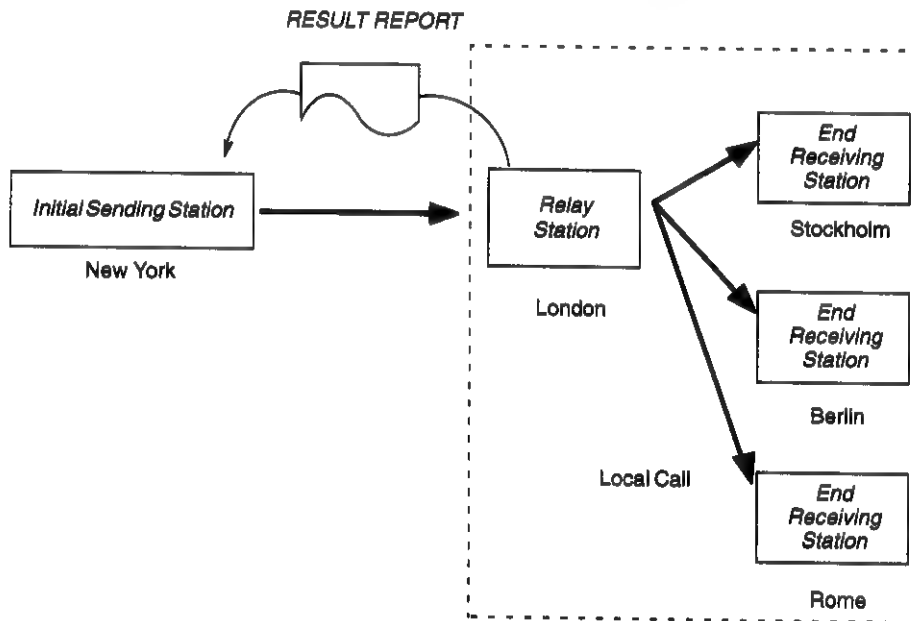 RESULT REPORT
Initial Sending Station
New York
Relay
Station
London
End
Receiving
Station
Stockholm
End
Receiving
Station
Berlin
Local Call
End
Receiving
Station
Rome